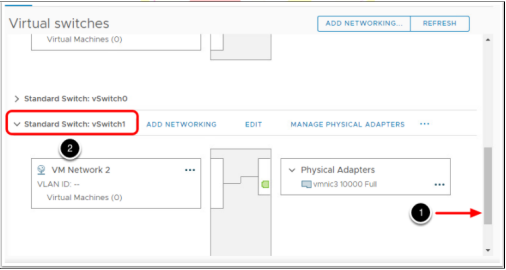 Virtual switches
ADD NETWORKING...
REFRESH
Virtual Machines (0)
Standard Switch: vSwitch0
Standard Switch: vSwitch1
ADD NETWORKING
EDIT
MANAGE PHYSICAL ADAPTERS
...
2
VM Network 2
...
VLAN ID: --
Virtual Machines (0)
Physical Adapters
vmnic3 10000 Full
...
1